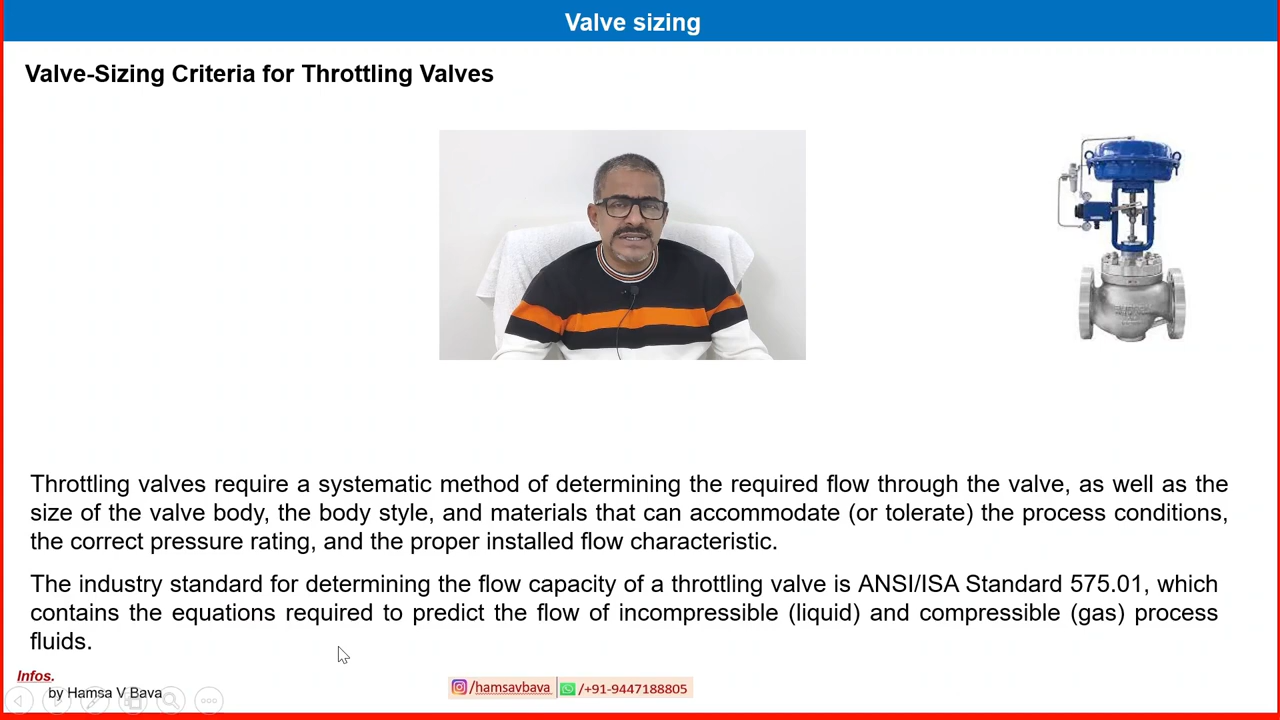 Valve sizing
Valve-Sizing Criteria for Throttling Valves
Throttling valves require a systematic method of determining the required flow through the valve, as well as the
size of the valve body, the body style, and materials that can accommodate (or tolerate) the process conditions,
the correct pressure rating, and the proper installed flow characteristic.
The industry standard for determining the flow capacity of a throttling valve is ANSI/ISA Standard 575.01, which
contains the equations required to predict the flow of incompressible (liquid) and compressible (gas) process
fluids.
Infos.
by Hamsa V Bava
/hamsavbava /+91-9447188805